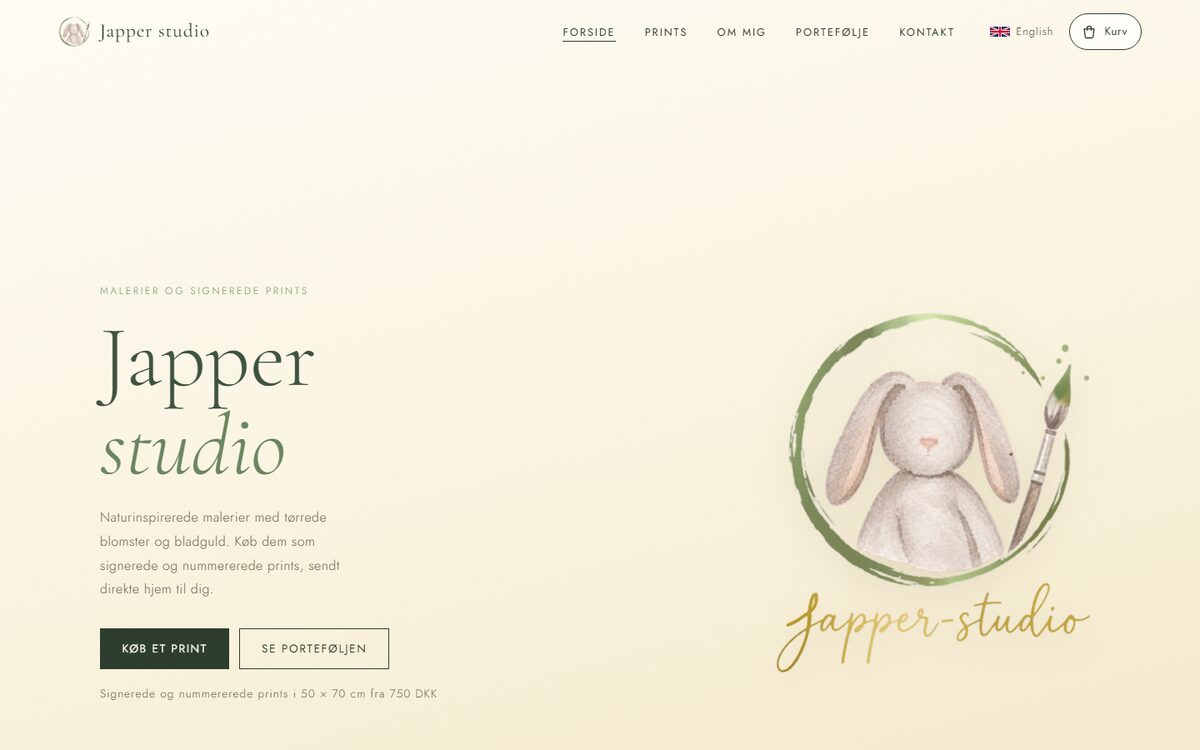 Japper studio
FORSIDE
PRINTS
OM MIG
PORTEFØLJE
KONTAKT
English
Kurv
MALERIER OG SIGNEREDE PRINTS
Japper
studio
Naturinspirerede malerier med tørrede
blomster og bladguld. Køb dem som
signerede og nummererede prints, sendt
direkte hjem til dig.
KØB ET PRINT
SE PORTEFØLJEN
Signerede og nummererede prints i 50 × 70 cm fra 750 DKK
Japper-studio